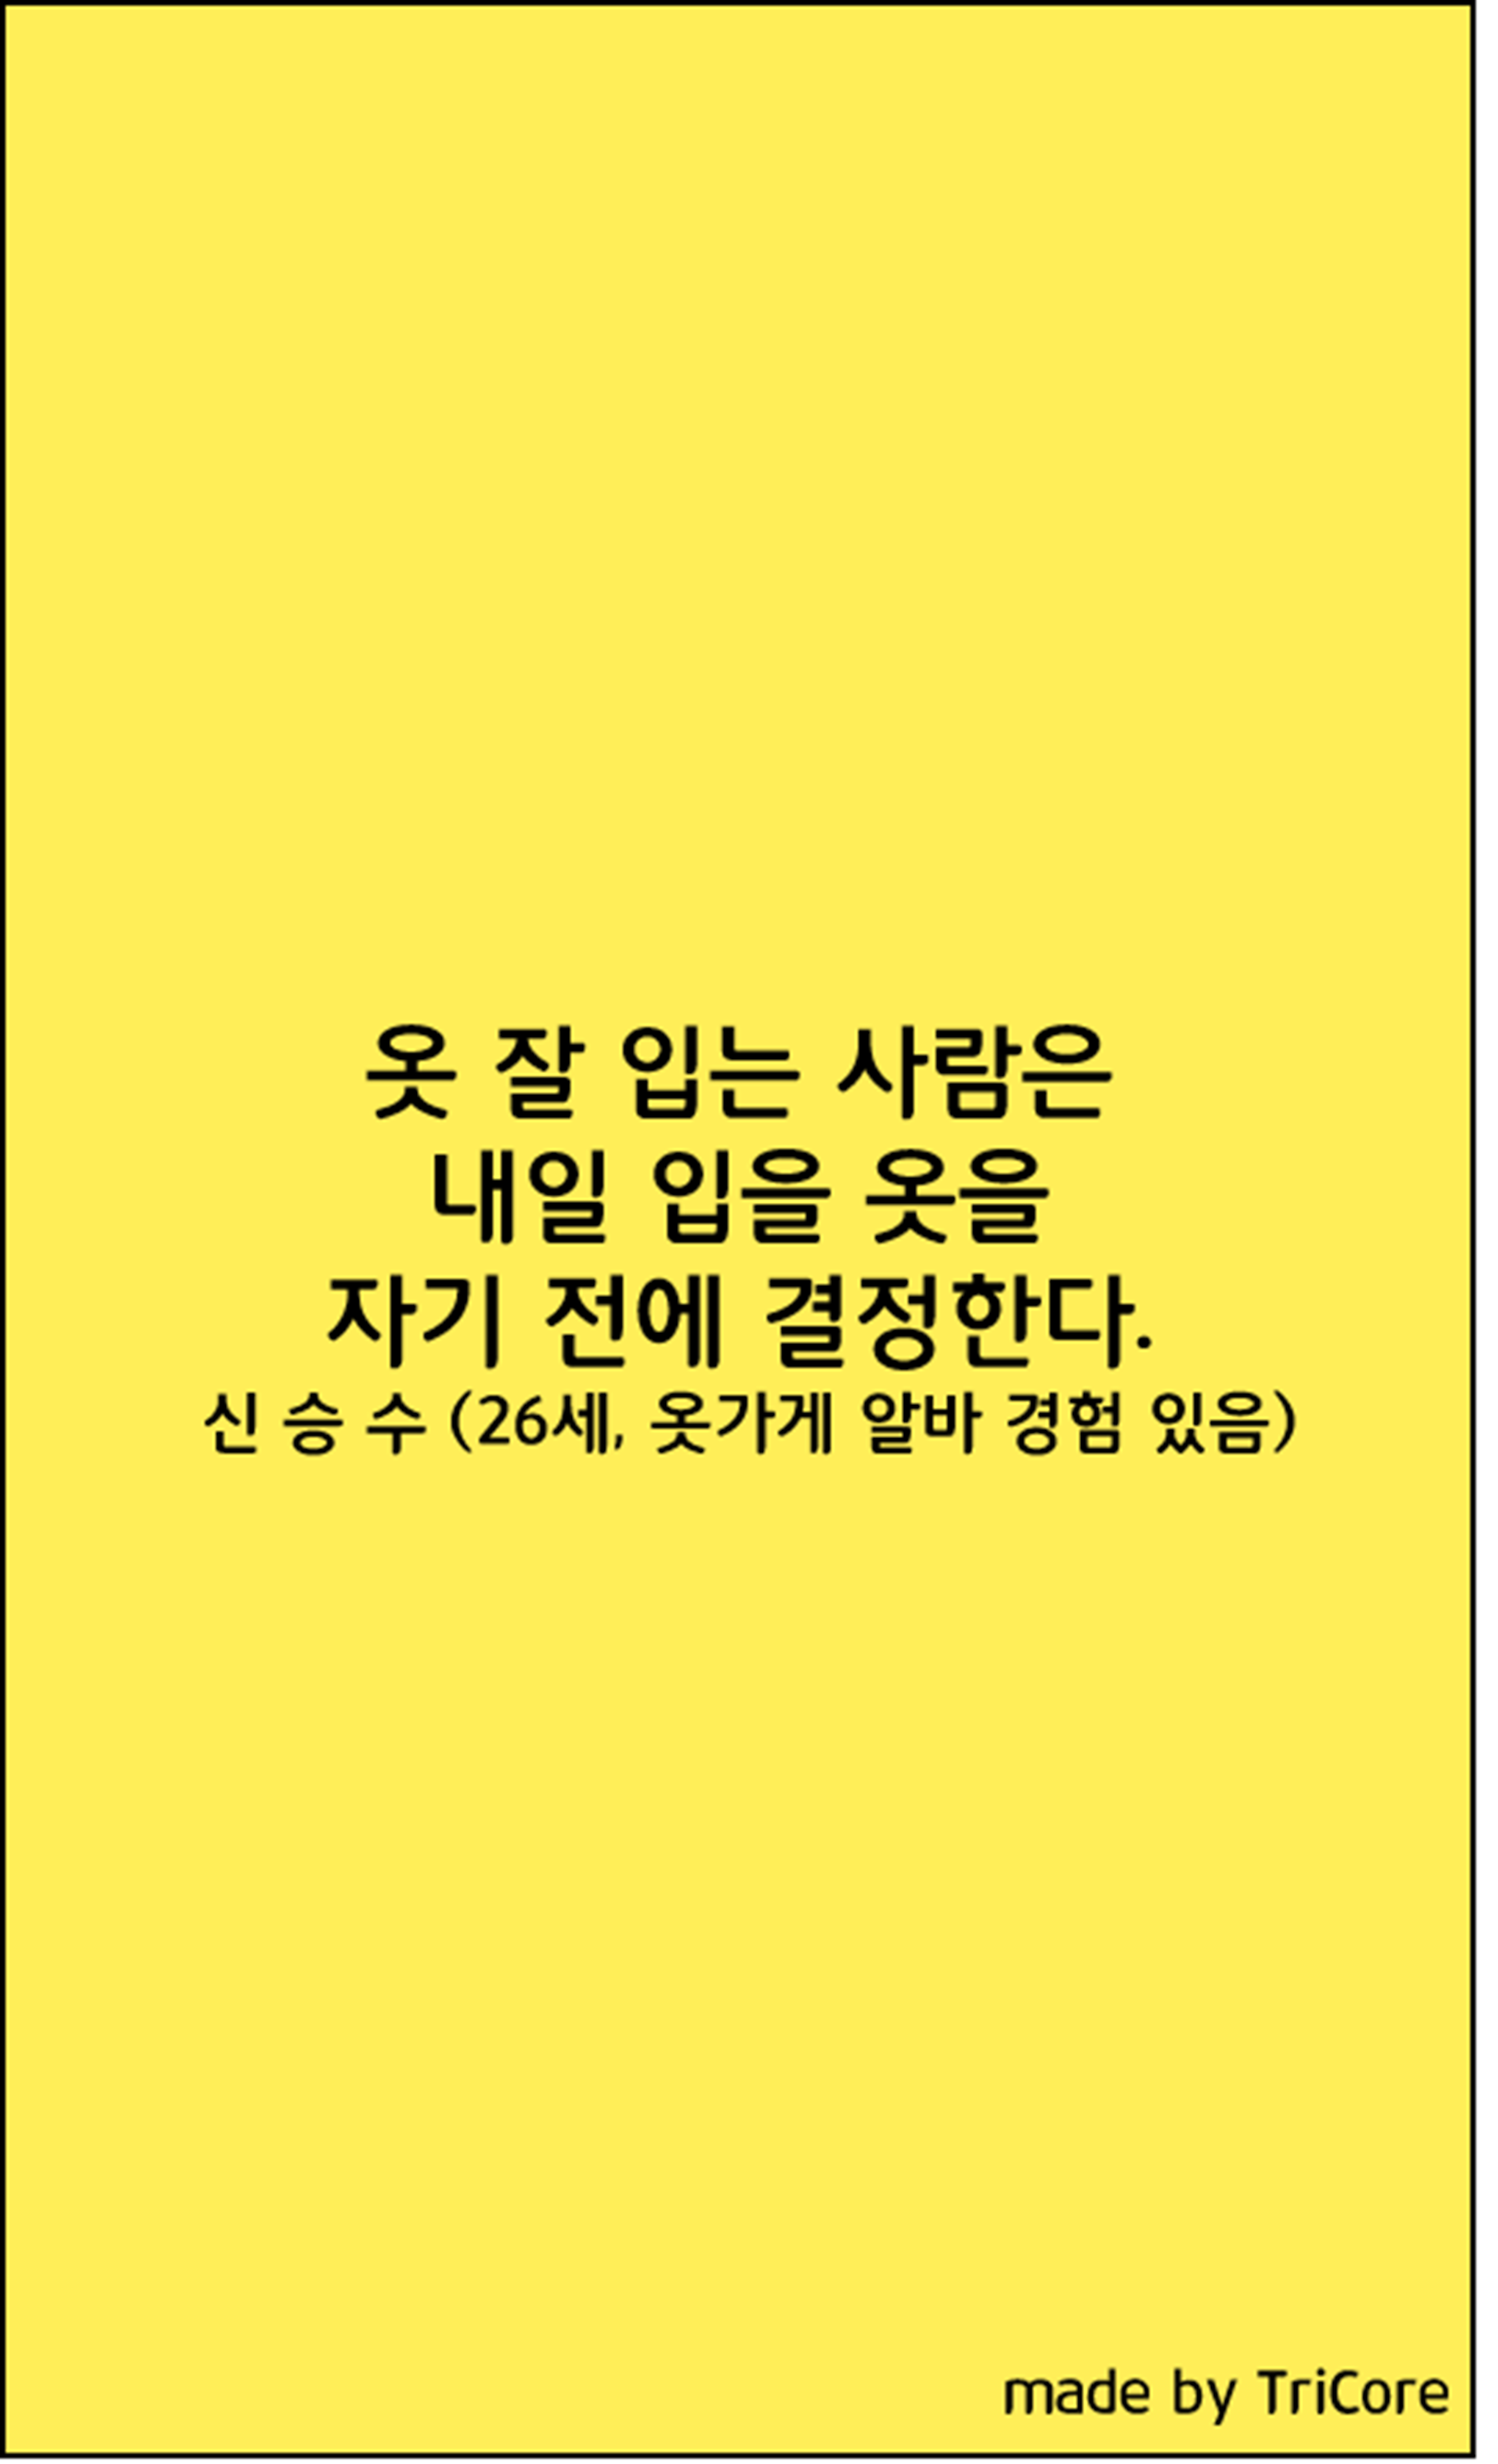 옷 잘 입는 사람은
내일 입을 옷을
자기 전에 결정한다.
신 승 수 (26세, 옷가게 알바 경험 있음)
made by TriCore